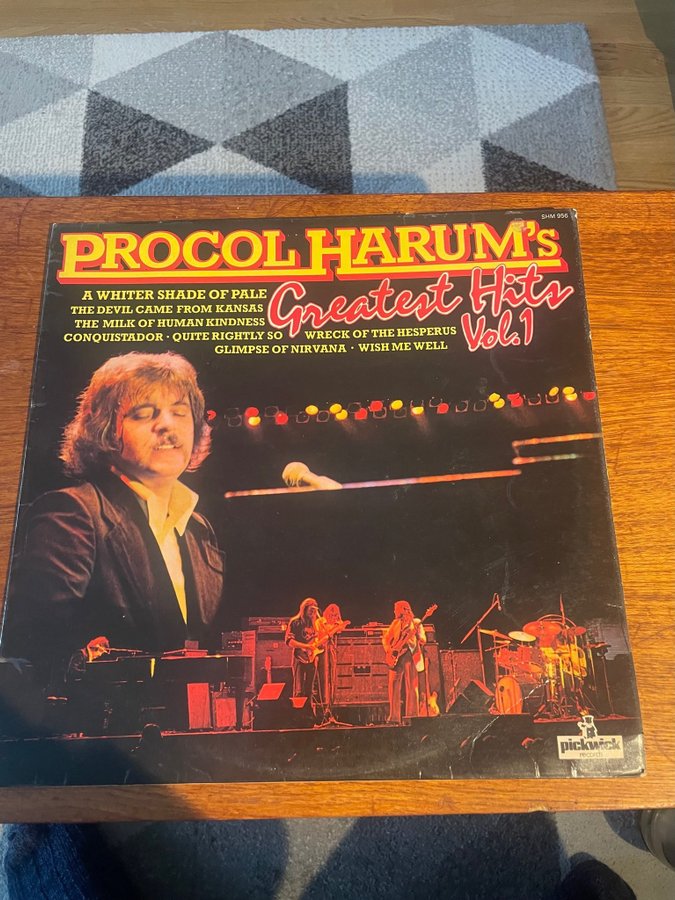 SHM 956
PROCOL HARUM's
Greatest Hits
Vol.1
A WHITER SHADE OF PALE
THE DEVIL CAME FROM KANSAS
THE MILK OF HUMAN KINDNESS
CONQUISTADOR · QUITE RIGHTLY SO · WRECK OF THE HESPERUS
GLIMPSE OF NIRVANA · WISH ME WELL
pickwick
records